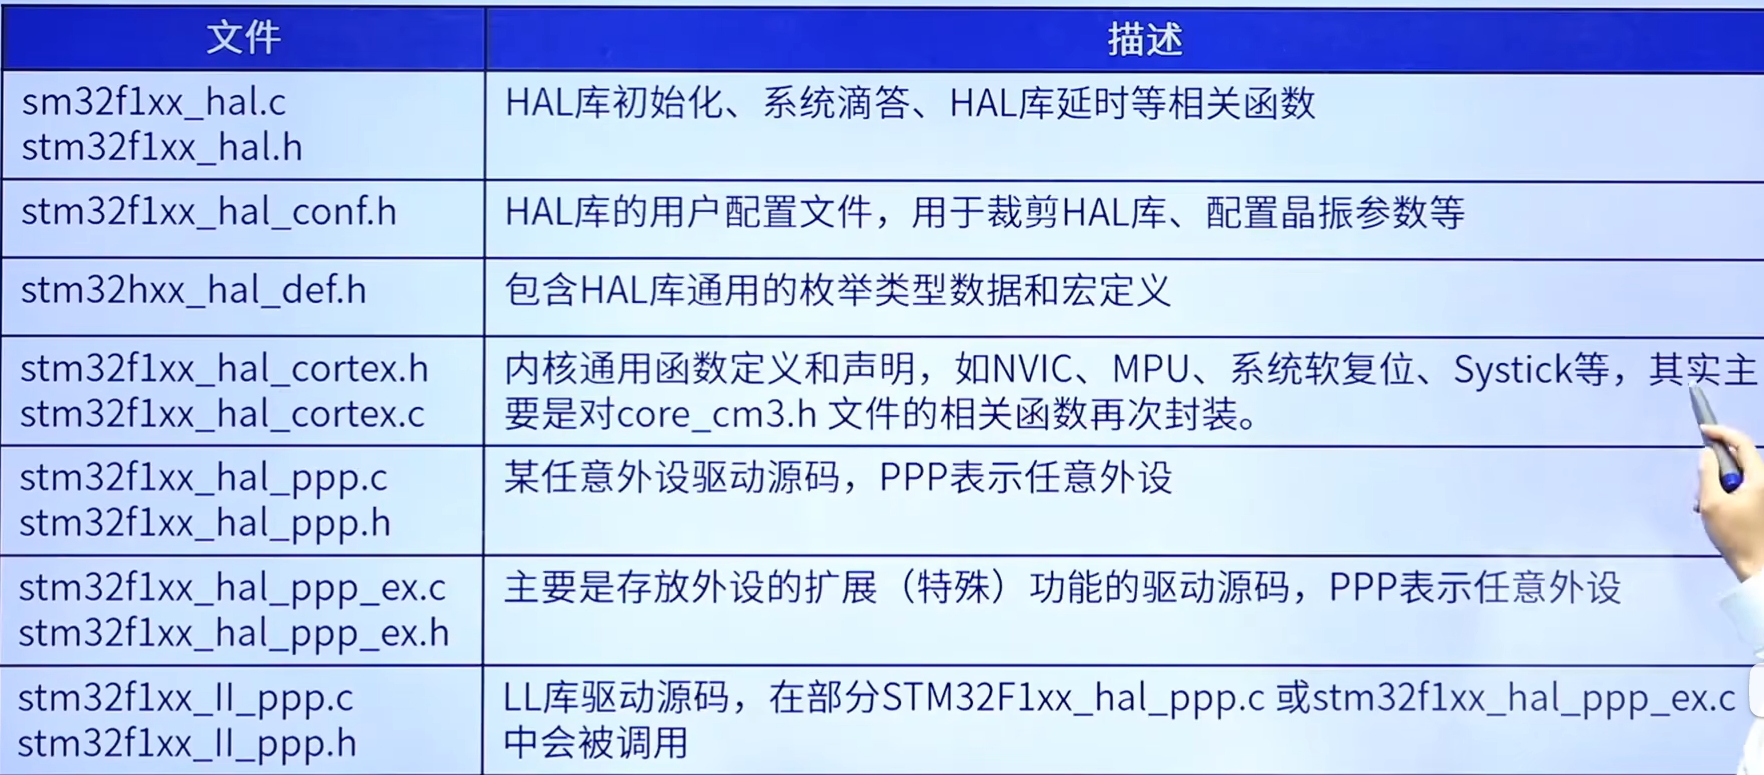 文件
描述
sm32f1xx_hal.c
stm32f1xx_hal.h
HAL库初始化、系统滴答、HAL库延时等相关函数
stm32f1xx_hal_conf.h
HAL库的用户配置文件，用于裁剪HAL库、配置晶振参数等
stm32hxx_hal_def.h
包含HAL库通用的枚举类型数据和宏定义
stm32f1xx_hal_cortex.h
stm32f1xx_hal_cortex.c
内核通用函数定义和声明，如NVIC、MPU、系统软复位、Systick等，其实主
要是对core_cm3.h 文件的相关函数再次封装。
stm32f1xx_hal_ppp.c
stm32f1xx_hal_ppp.h
某任意外设驱动源码，PPP表示任意外设
stm32f1xx_hal_ppp_ex.c
stm32f1xx_hal_ppp_ex.h
主要是存放外设的扩展（特殊）功能的驱动源码，PPP表示任意外设
stm32f1xx_II_ppp.c
stm32f1xx_II_ppp.h
LL库驱动源码，在部分STM32F1xx_hal_ppp.c 或stm32f1xx_hal_ppp_ex.c
中会被调用